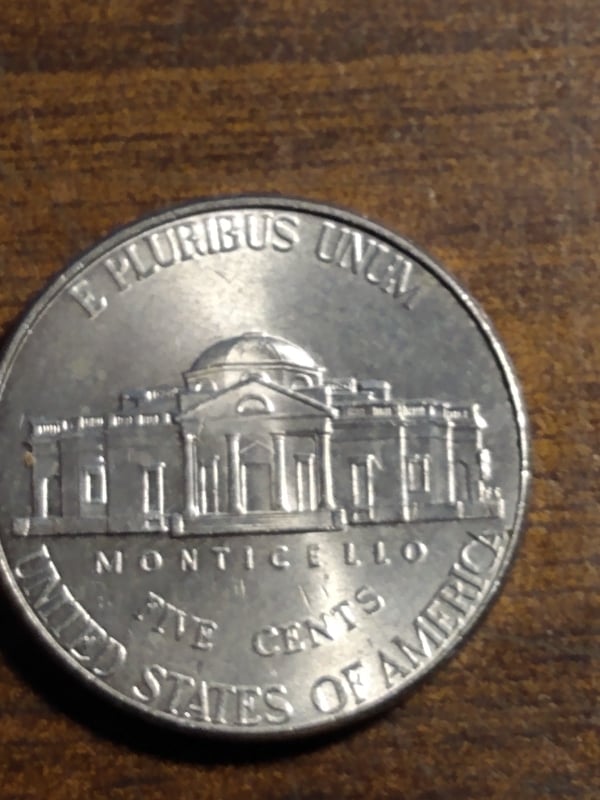 E PLURIBUS UNUM
MONTICELLO
FIVE CENTS
UNITED STATES OF AMERICA